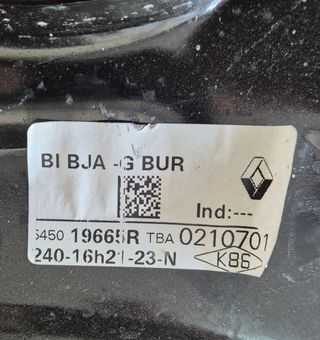 BI BJA -G BUR
Ind:---
5450 19665R TBA 0210701
240-16h21-23-N K86